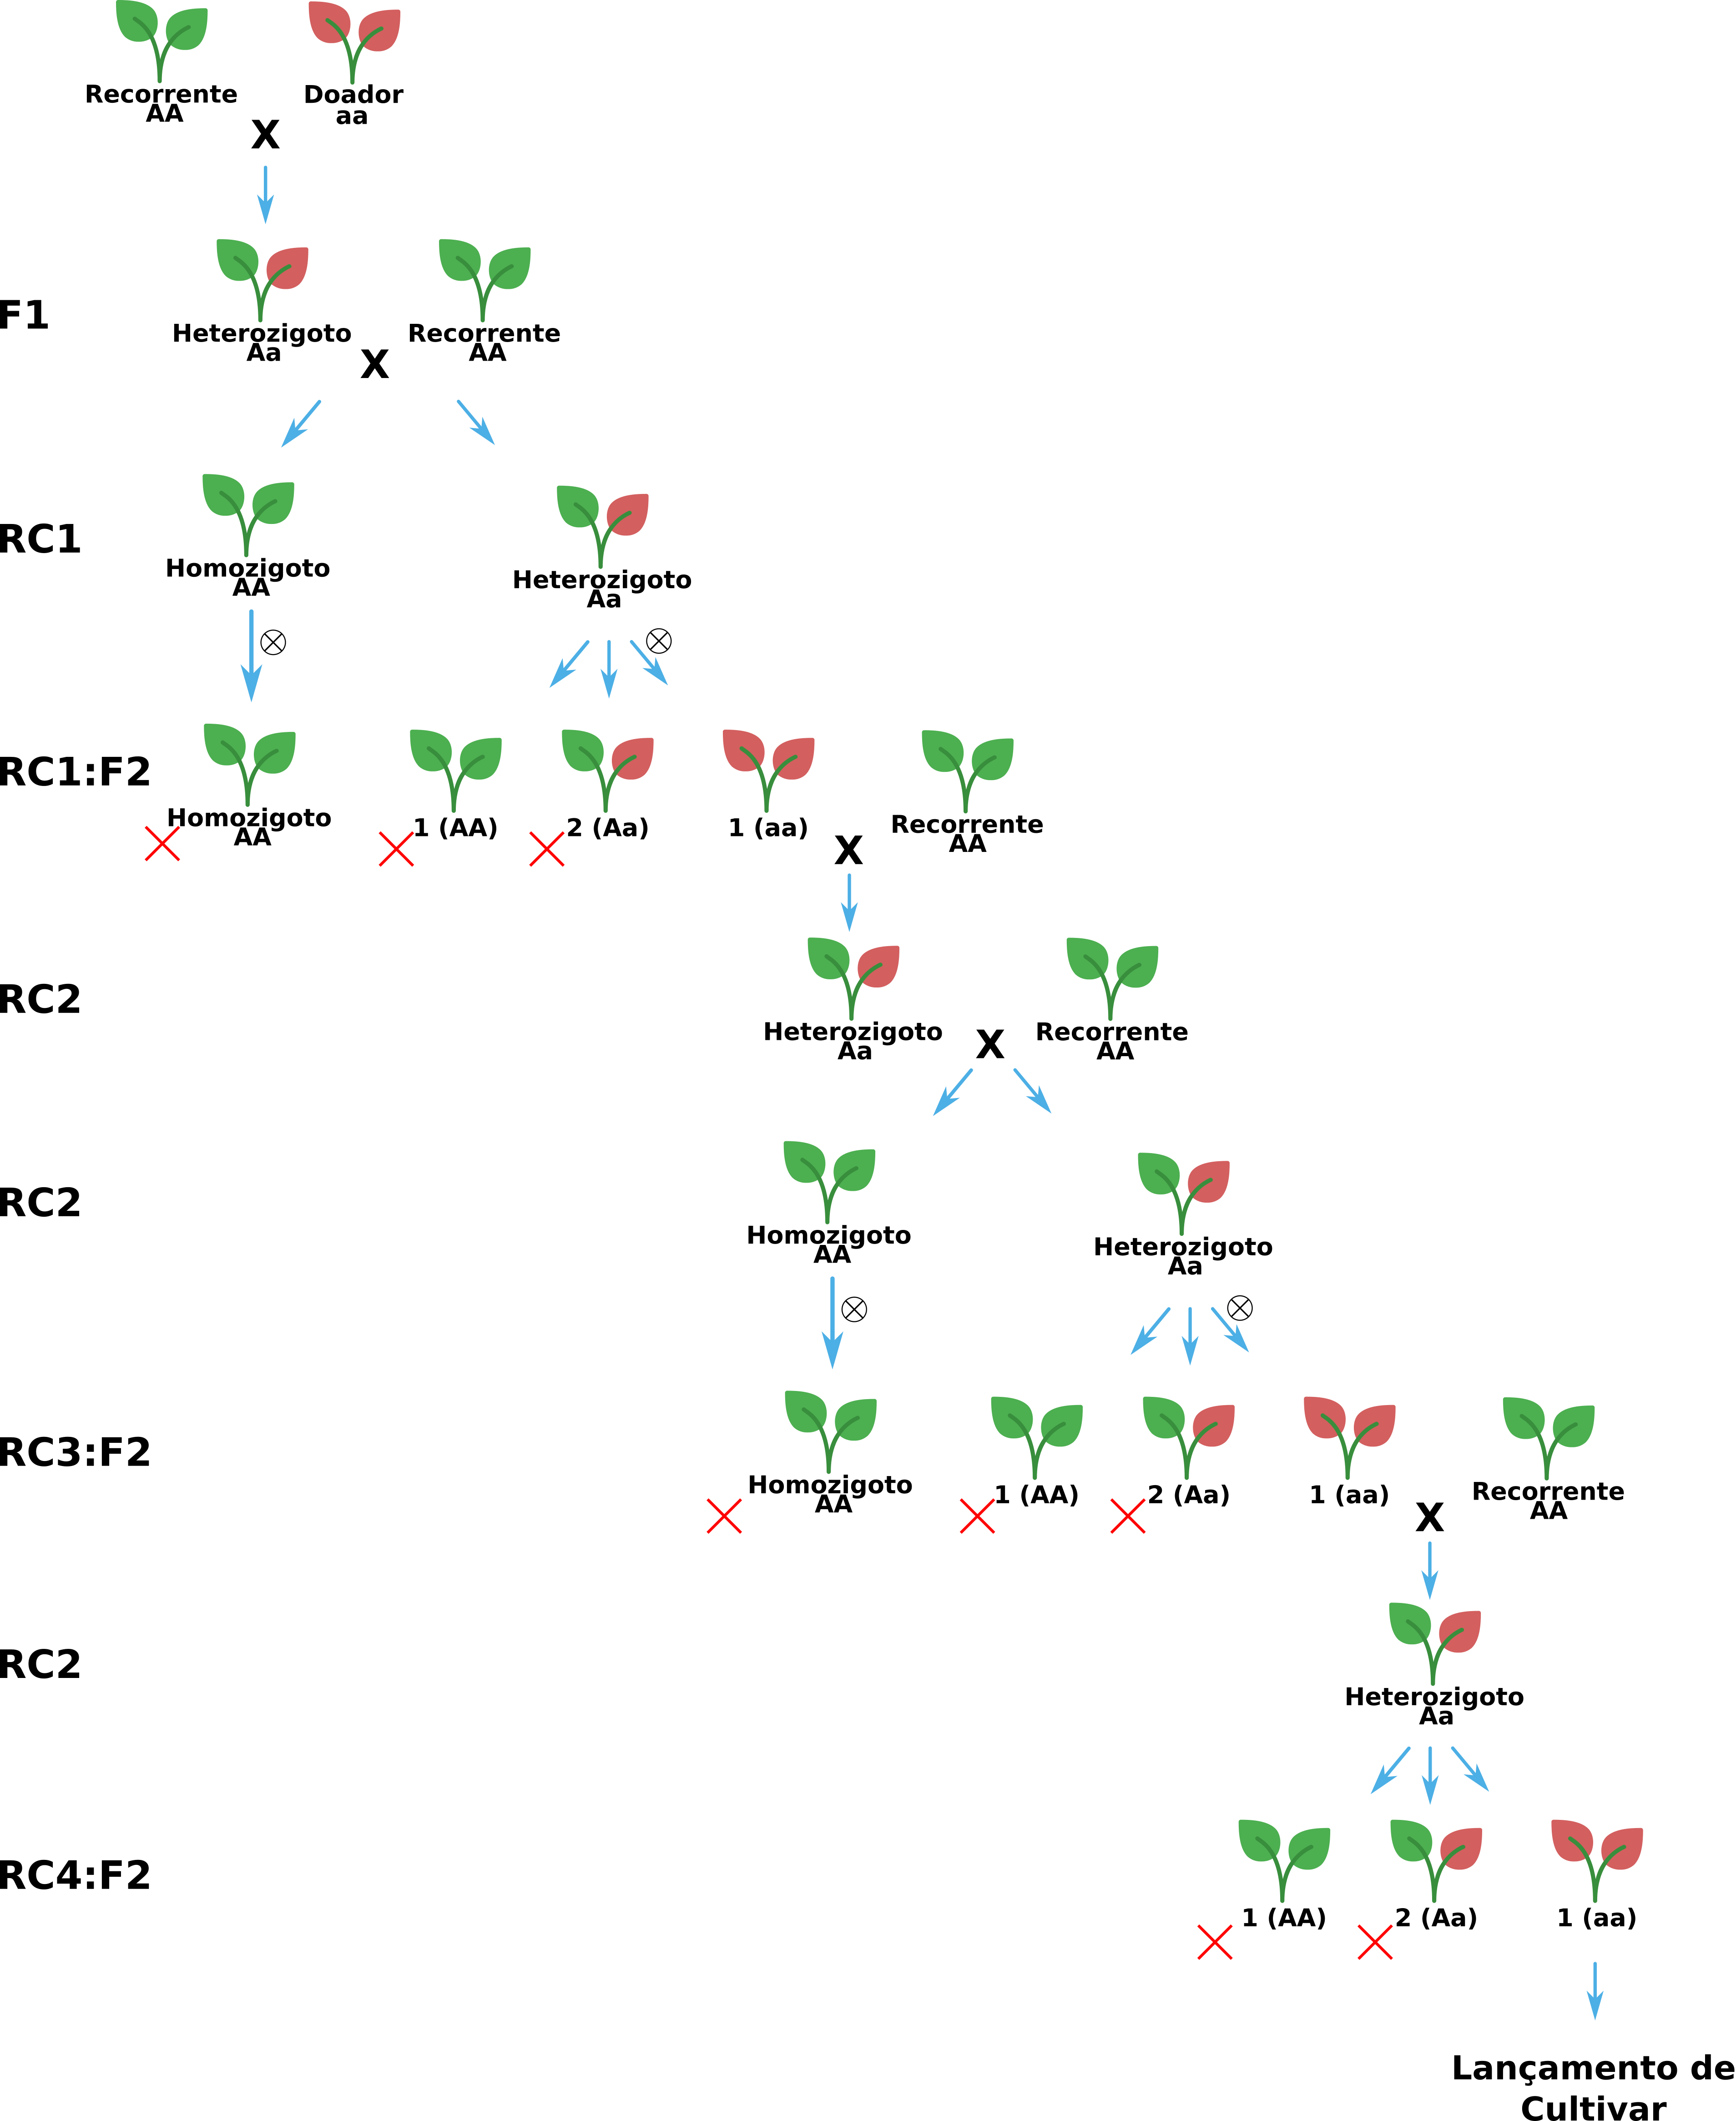 Recorrente
AA
Doador
aa
X
F1
Heterozigoto
Aa
X
Recorrente
AA
RC1
Homozigoto
AA
Heterozigoto
Aa
RC1:F2
Homozigoto
AA
1 (AA)
2 (Aa)
1 (aa)
X
Recorrente
AA
RC2
Heterozigoto
Aa
X
Recorrente
AA
RC2
Homozigoto
AA
Heterozigoto
Aa
RC3:F2
Homozigoto
AA
1 (AA)
2 (Aa)
1 (aa)
X
Recorrente
AA
RC2
Heterozigoto
Aa
RC4:F2
1 (AA)
2 (Aa)
1 (aa)
Lançamento de
Cultivar